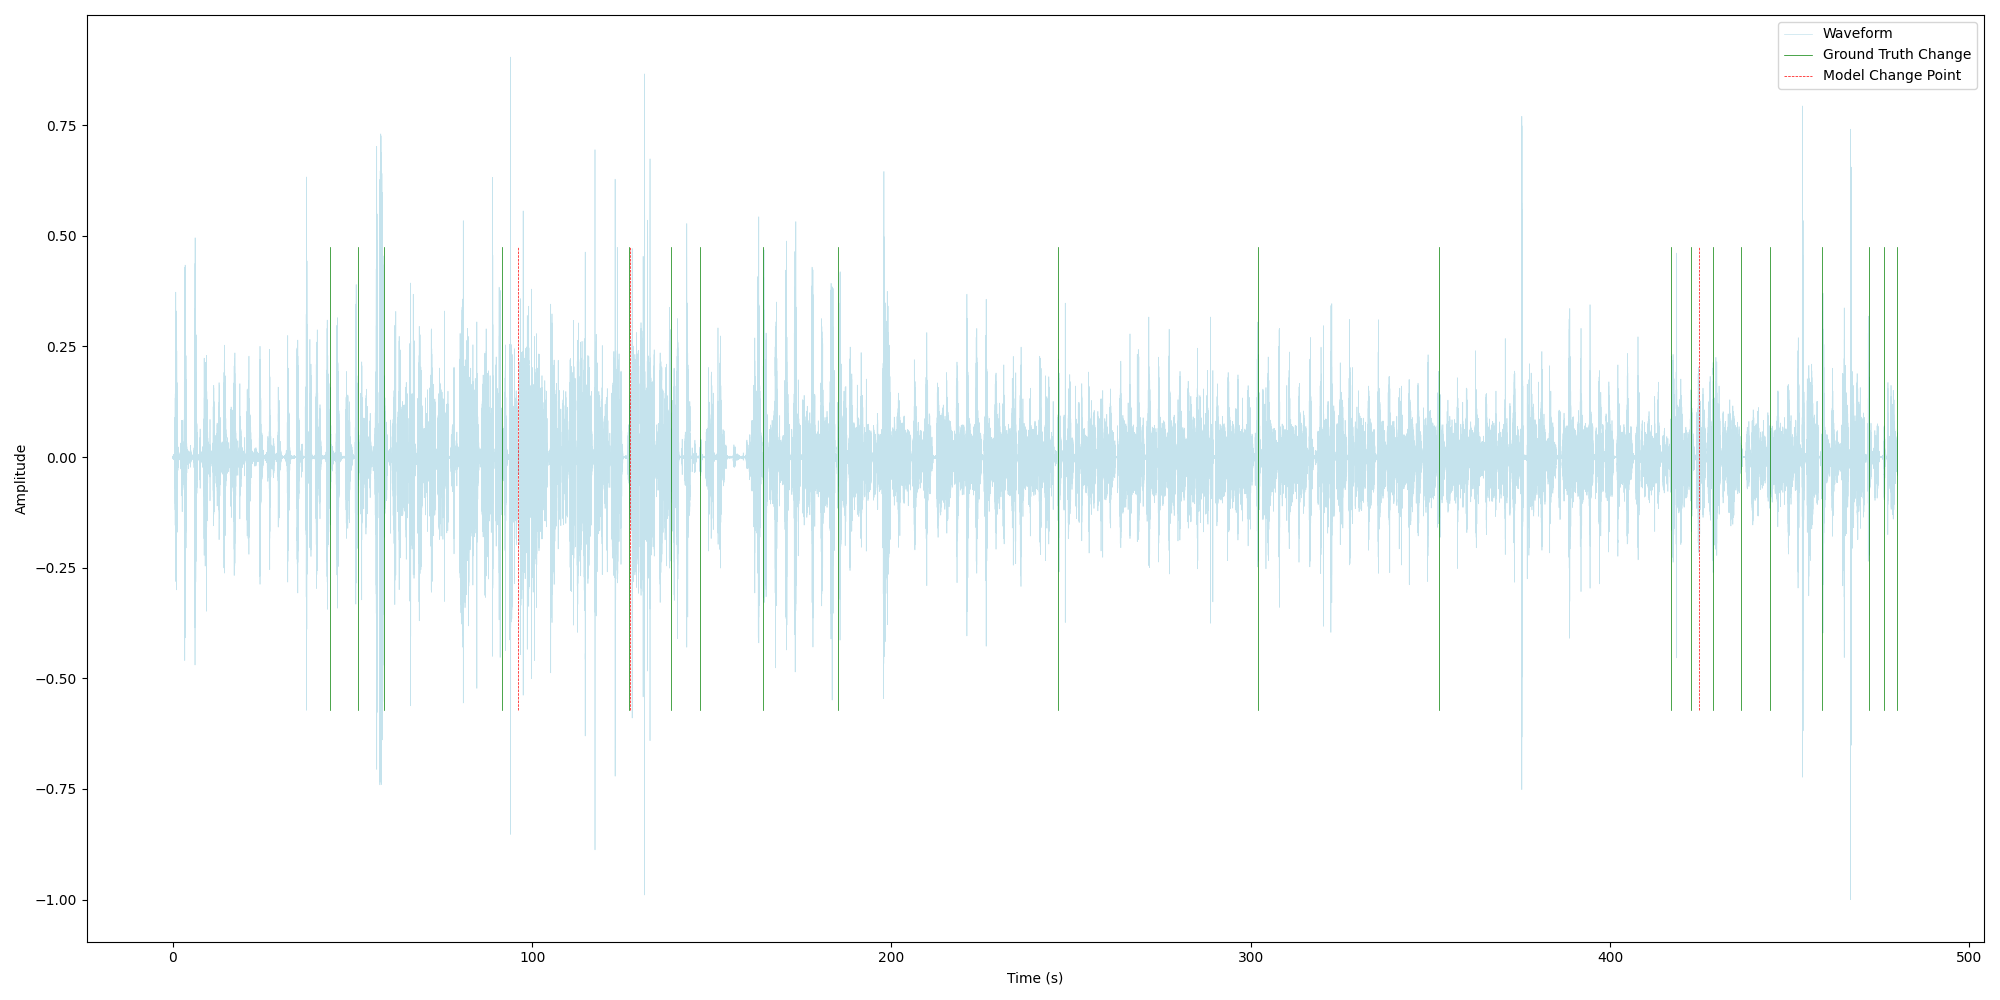 Waveform
Ground Truth Change
Model Change Point
0.75
0.50
0.25
0.00
−0.25
−0.50
−0.75
−1.00
Amplitude
0 100 200 300 400 500
Time (s)